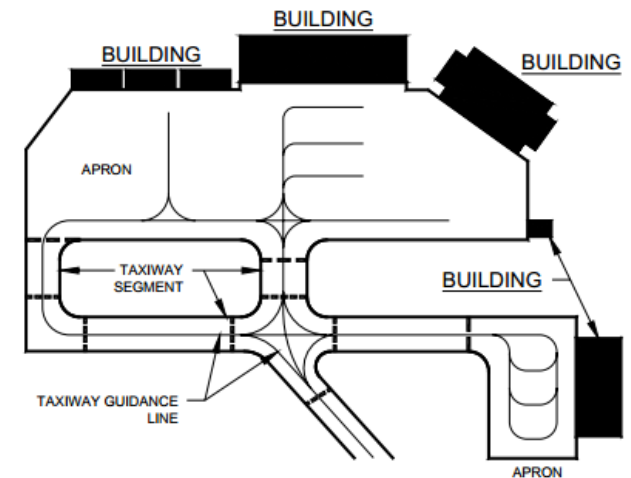 BUILDING
BUILDING
BUILDING
APRON
TAXIWAY
SEGMENT
BUILDING
TAXIWAY GUIDANCE
LINE
APRON